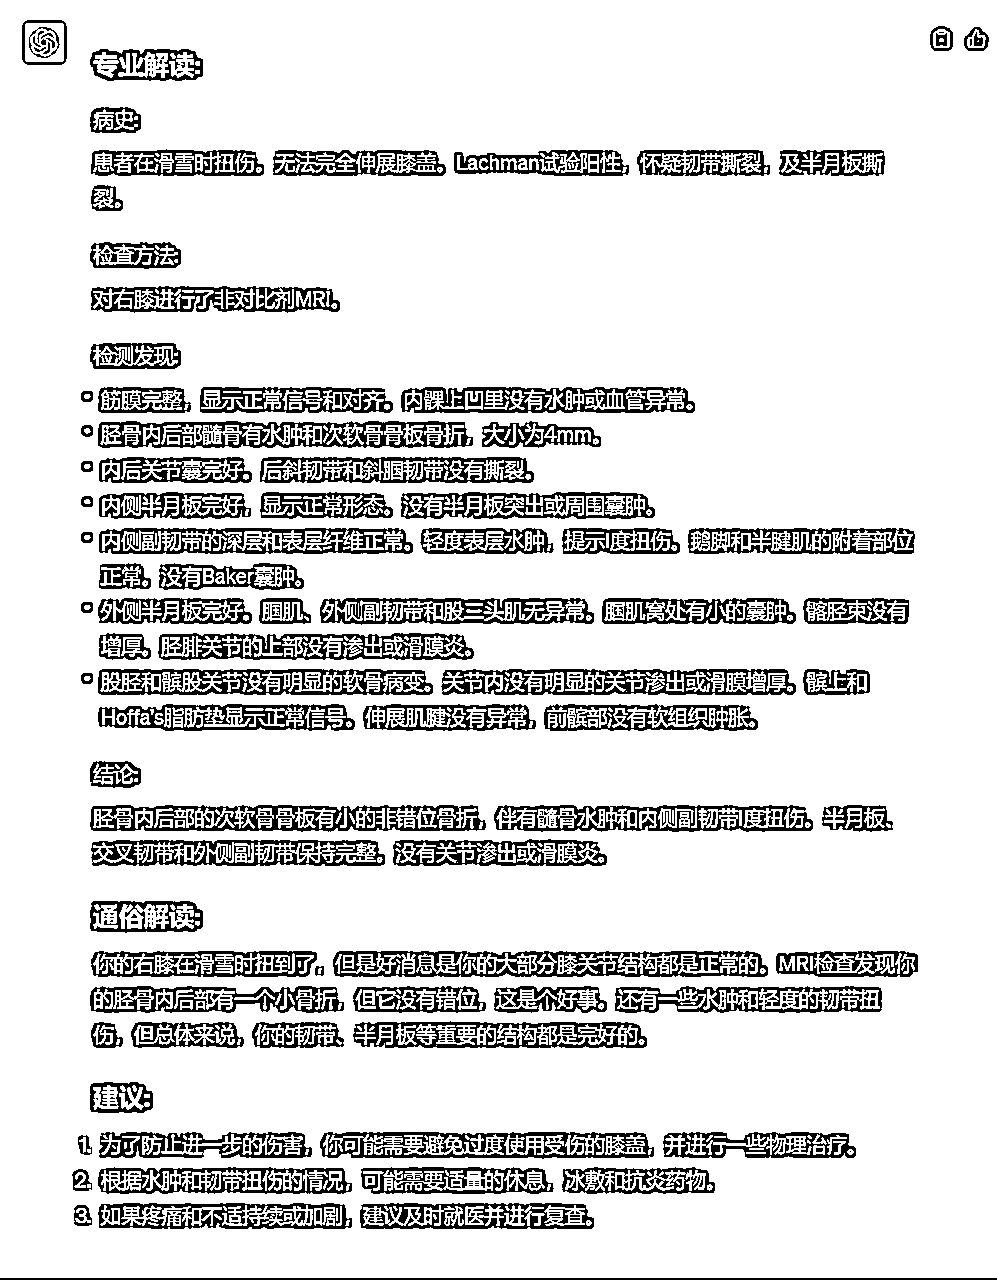 专业解读:
病史:
患者在滑雪时扭伤。无法完全伸展膝盖。Lachman试验阳性，怀疑韧带撕裂，及半月板撕
裂。
检查方法:
对右膝进行了非对比剂MRI。
检测发现:
筋膜完整，显示正常信号和对齐。内髁上凹里没有水肿或血管异常。
胫骨内后部髓骨有水肿和次软骨骨板骨折，大小为4mm。
内后关节囊完好。后斜韧带和斜腘韧带没有撕裂。
内侧半月板完好，显示正常形态。没有半月板突出或周围囊肿。
内侧副韧带的深层和表层纤维正常。轻度表层水肿，提示I度扭伤。鹅脚和半腱肌的附着部位
正常。没有Baker囊肿。
外侧半月板完好。腘肌、外侧副韧带和股二头肌无异常。腘肌窝处有小的囊肿。髂胫束没有
增厚。胫腓关节的上部没有渗出或滑膜炎。
股胫和髌股关节没有明显的软骨病变。关节内没有明显的关节渗出或滑膜增厚。髌上和
Hoffa's脂肪垫显示正常信号。伸展肌腱没有异常，前髌部没有软组织肿胀。
结论:
胫骨内后部的次软骨骨板有小的非错位骨折，伴有髓骨水肿和内侧副韧带I度扭伤。半月板、
交叉韧带和外侧副韧带保持完整。没有关节渗出或滑膜炎。
通俗解读:
你的右膝在滑雪时扭到了，但是好消息是你的大部分膝关节结构都是正常的。MRI检查发现你
的胫骨内后部有一个小骨折，但它没有错位，这是个好事。还有一些水肿和轻度的韧带扭
伤，但总体来说，你的韧带、半月板等重要的结构都是完好的。
建议:
1. 为了防止进一步的伤害，你可能需要避免过度使用受伤的膝盖，并进行一些物理治疗。
2. 根据水肿和韧带扭伤的情况，可能需要适量的休息，冰敷和抗炎药物。
3. 如果疼痛和不适持续或加剧，建议及时就医并进行复查。